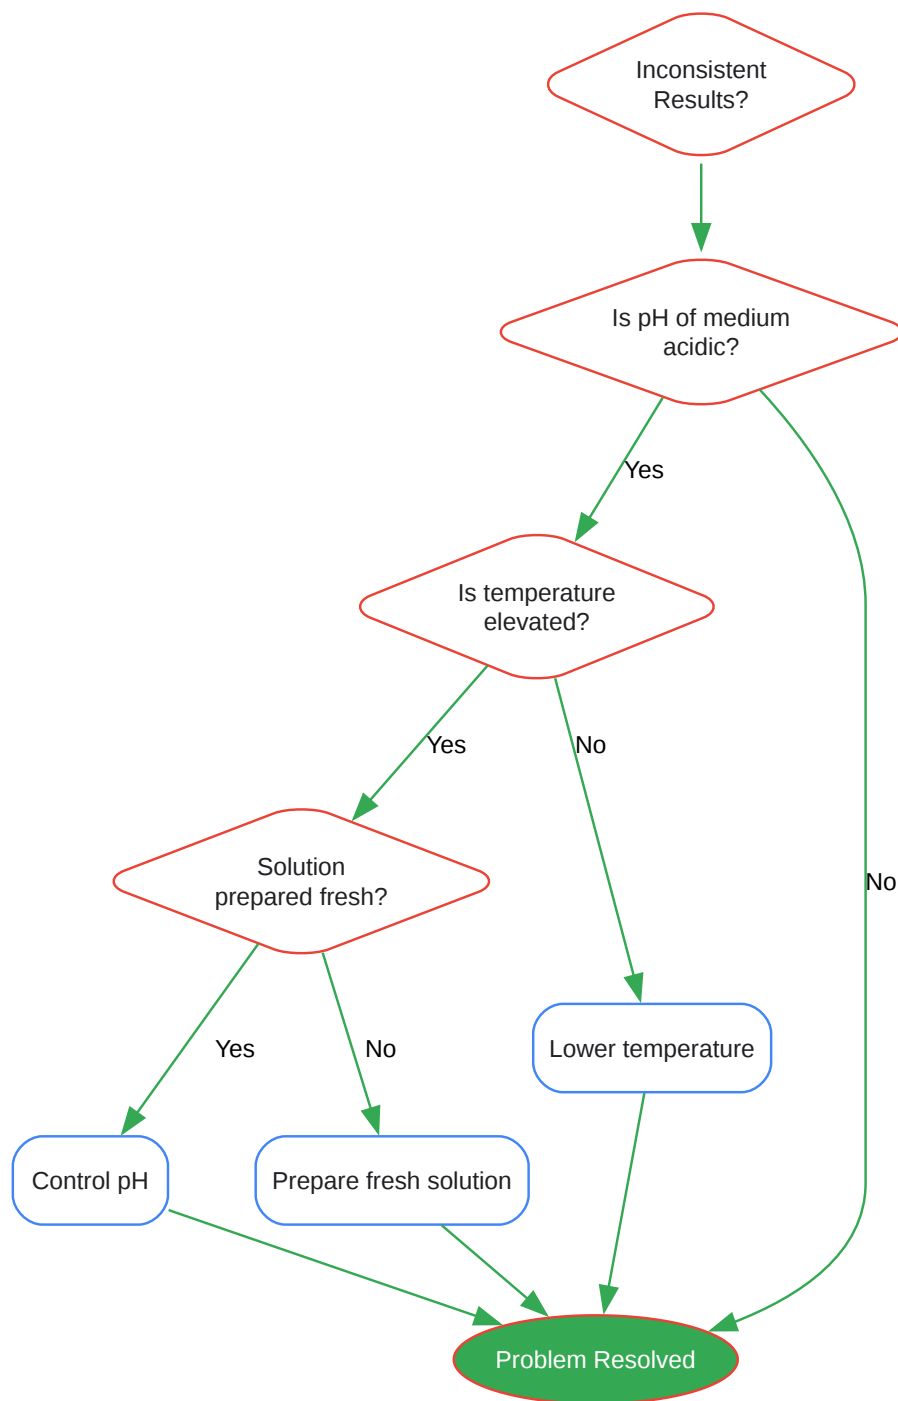 Inconsistent
Results?
Is pH of medium
acidic?
Yes
Is temperature
elevated?
Yes
No
Solution
prepared fresh?
No
Yes
No
Lower temperature
Control pH
Prepare fresh solution
Problem Resolved